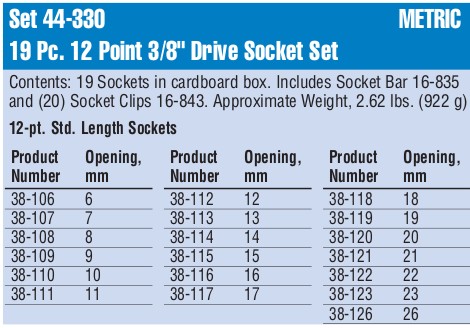 Set 44-330 METRIC
19 Pc. 12 Point 3/8" Drive Socket Set
Contents: 19 Sockets in cardboard box. Includes Socket Bar 16-835
and (20) Socket Clips 16-843. Approximate Weight, 2.62 lbs. (922 g)
12-pt. Std. Length Sockets
Product Opening, Product Opening, Product Opening,
Number mm Number mm Number mm
38-106 6 38-112 12 38-118 18
38-107 7 38-113 13 38-119 19
38-108 8 38-114 14 38-120 20
38-109 9 38-115 15 38-121 21
38-110 10 38-116 16 38-122 22
38-111 11 38-117 17 38-123 23
38-126 26